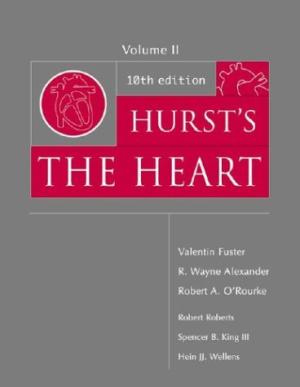 Volume II
10th edition
HURST'S
THE HEART
Valentin Fuster
R. Wayne Alexander
Robert A. O'Rourke
Robert Roberts
Spencer B. King III
Hein JJ. Wellens